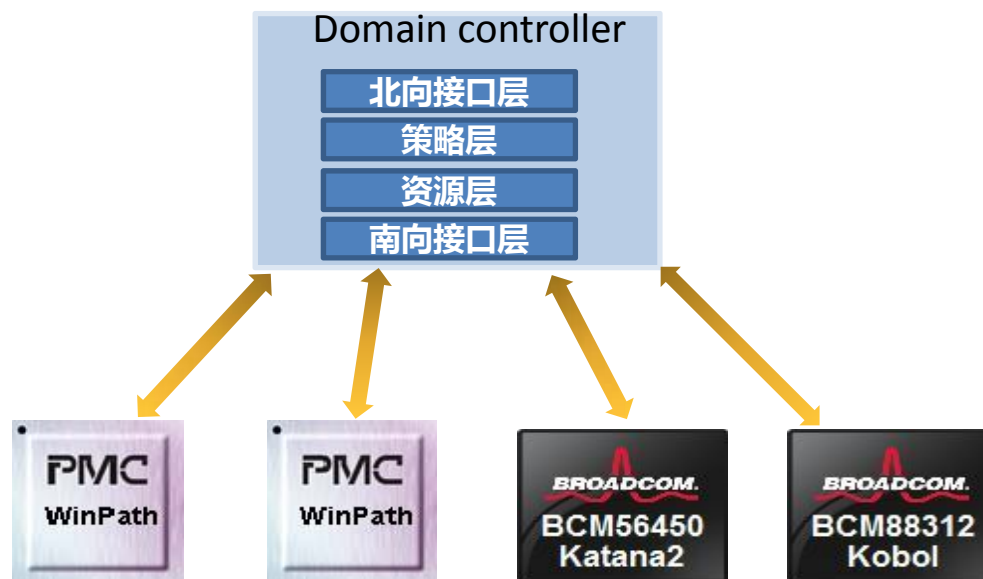 Domain controller
北向接口层
策略层
资源层
南向接口层
PMC
WinPath
PMC
WinPath
BROADCOM.
BCM56450
Katana2
BROADCOM.
BCM88312
Kobol